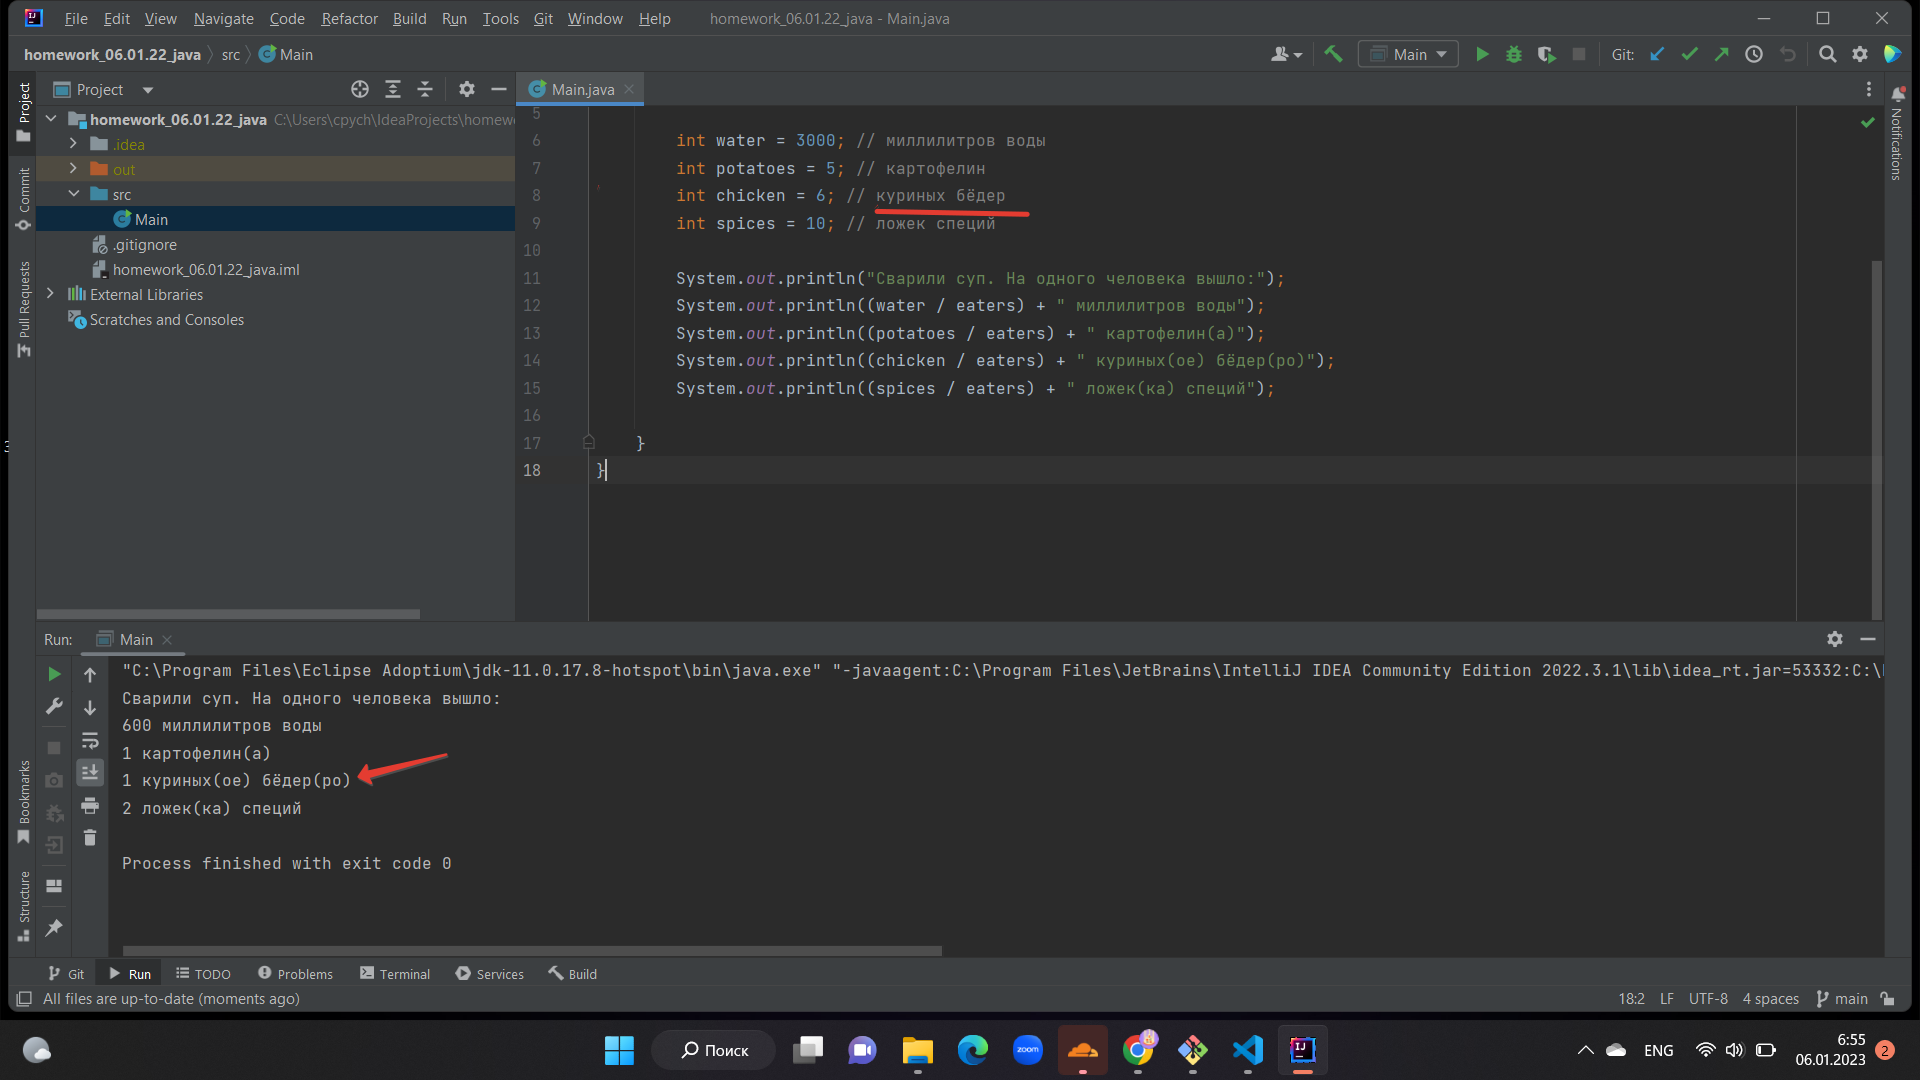 File Edit View Navigate Code Refactor Build Run Tools Git Window Help homework_06.01.22_java - Main.java
homework_06.01.22_java src Main
Main Git:
Project
Main.java
homework_06.01.22_java C:\Users\cpych\IdeaProjects\homew
.idea
out
src
Main
.gitignore
homework_06.01.22_java.iml
External Libraries
Scratches and Consoles
Project
Commit
Pull Requests
Bookmarks
Structure
Notifications
5
6 int water = 3000; // миллилитров воды
7 int potatoes = 5; // картофелин
8 int chicken = 6; // куриных бёдер
9 int spices = 10; // ложек специй
10
11 System.out.println("Сварили суп. На одного человека вышло:");
12 System.out.println((water / eaters) + " миллилитров воды");
13 System.out.println((potatoes / eaters) + " картофелин(а)");
14 System.out.println((chicken / eaters) + " куриных(ое) бёдер(ро)");
15 System.out.println((spices / eaters) + " ложек(ка) специй");
16
17 }
18 }
Run: Main
"C:\Program Files\Eclipse Adoptium\jdk-11.0.17.8-hotspot\bin\java.exe" "-javaagent:C:\Program Files\JetBrains\IntelliJ IDEA Community Edition 2022.3.1\lib\idea_rt.jar=53332:C:\
Сварили суп. На одного человека вышло:
600 миллилитров воды
1 картофелин(а)
1 куриных(ое) бёдер(ро)
2 ложек(ка) специй
Process finished with exit code 0
Git Run TODO Problems Terminal Services Build
All files are up-to-date (moments ago) 18:2 LF UTF-8 4 spaces main
Поиск
zoom
ENG
6:55
06.01.2023
2